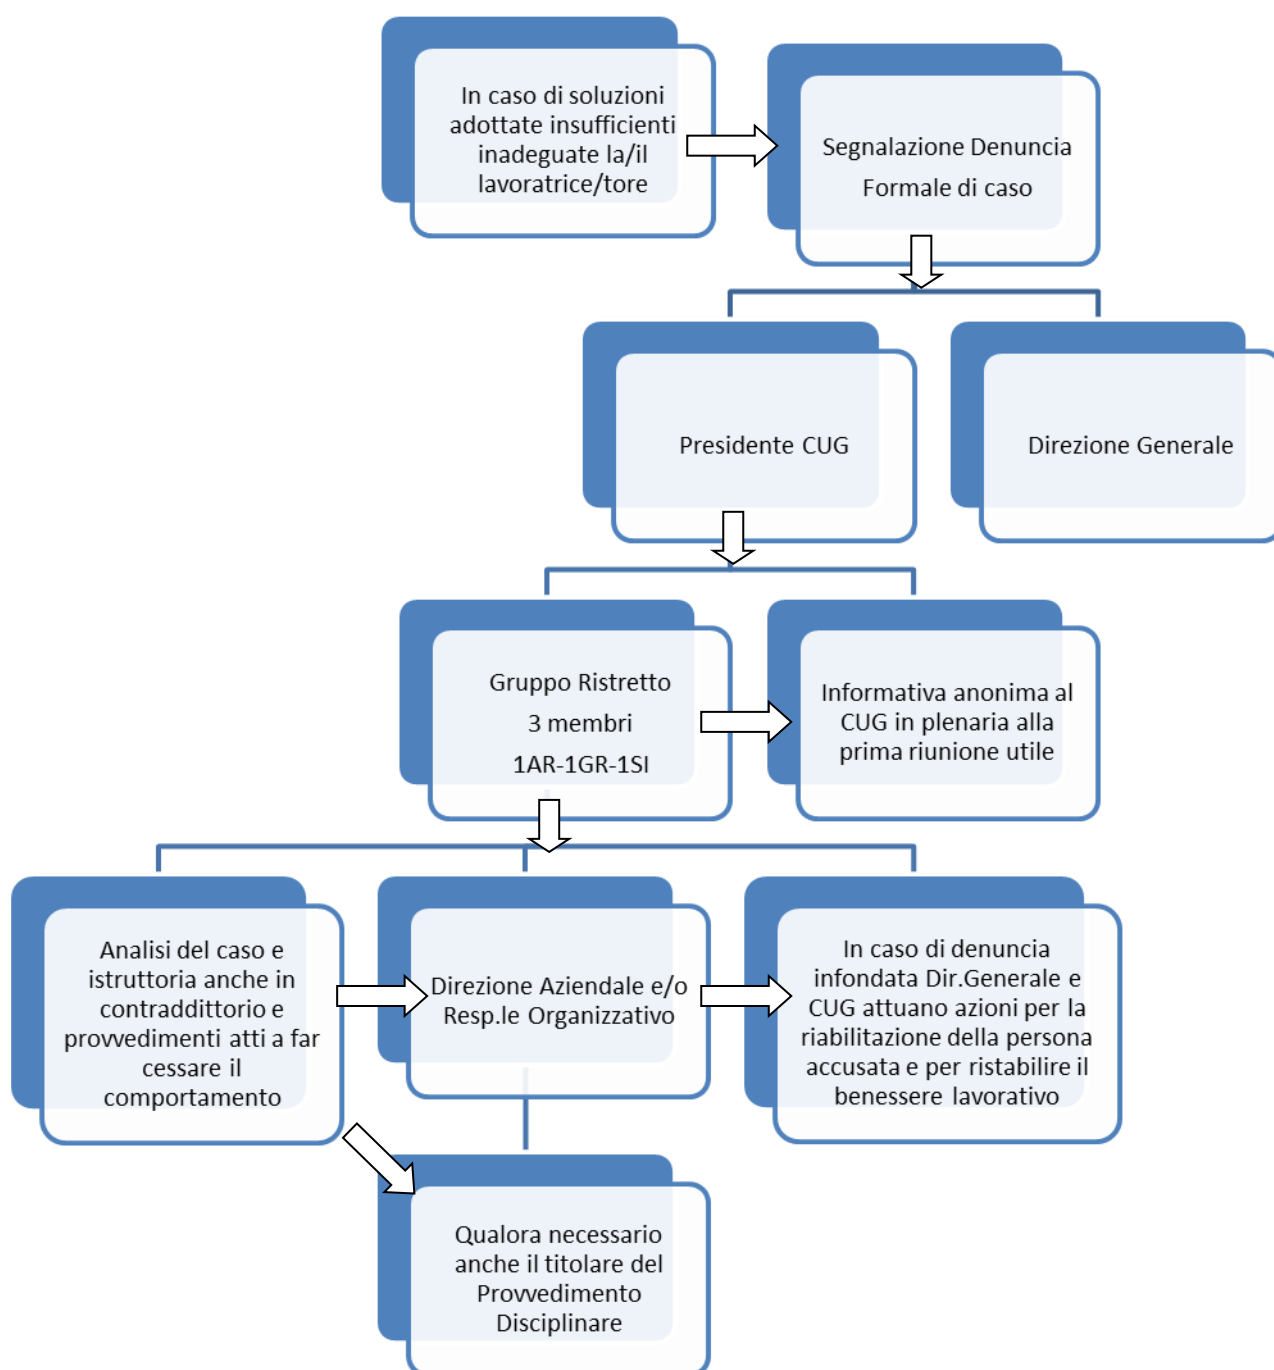 In caso di soluzioni
adottate insufficienti
inadeguate la/il
lavoratrice/tore
Segnalazione Denuncia
Formale di caso
Presidente CUG
Direzione Generale
Gruppo Ristretto
3 membri
1AR-1GR-1SI
Informativa anonima al
CUG in plenaria alla
prima riunione utile
Analisi del caso e
istruttoria anche in
contraddittorio e
provvedimenti atti a far
cessare il
comportamento
Direzione Aziendale e/o
Resp.le Organizzativo
In caso di denuncia
infondata Dir.Generale e
CUG attuano azioni per la
riabilitazione della persona
accusata e per ristabilire il
benessere lavorativo
Qualora necessario
anche il titolare del
Provvedimento
Disciplinare